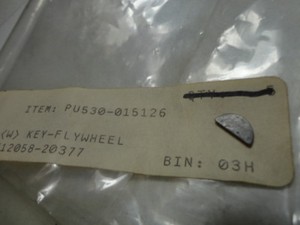 ITEM: PU530-015126
(W) KEY-FLYWHEEL
12058-20377
BIN: 03H